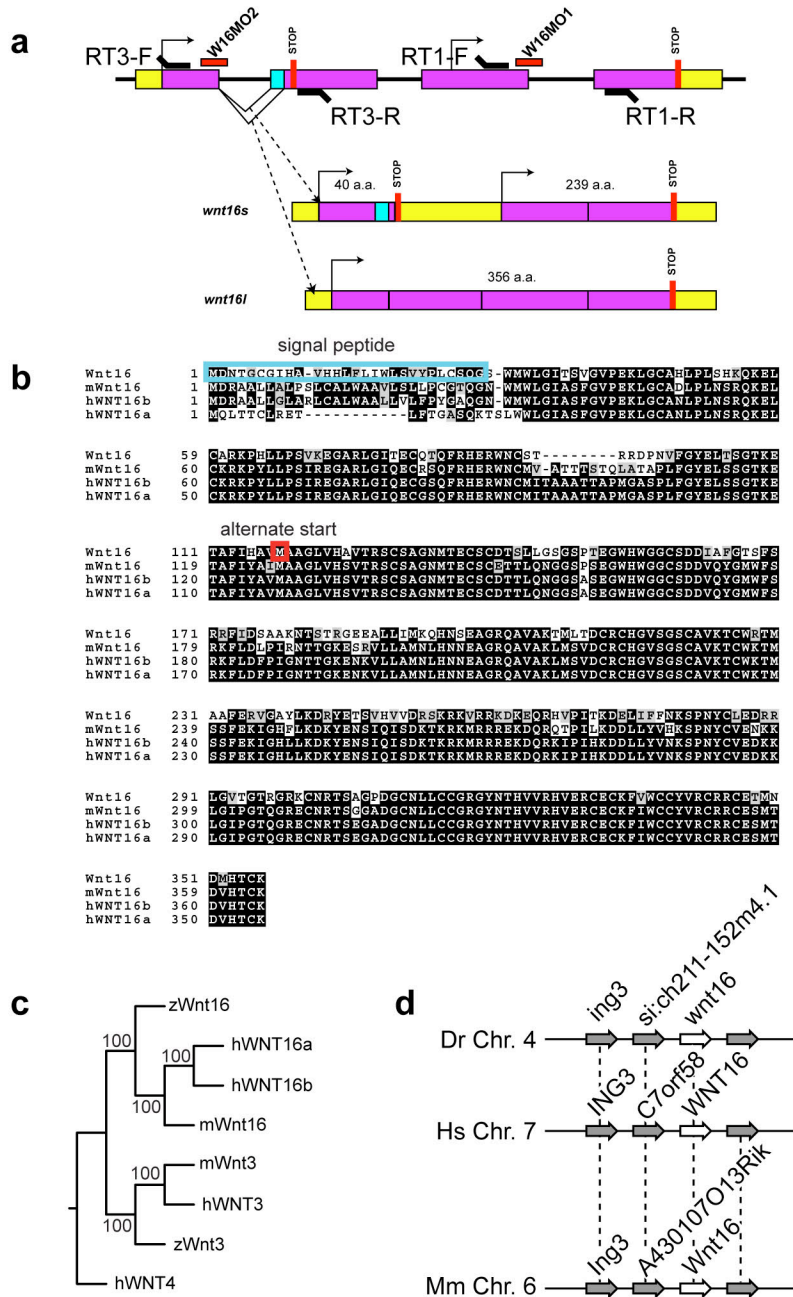 a
RT3-F
W16MO2
STOP
RT1-F
W16MO1
STOP
RT3-R
RT1-R
wnt16s
40 a.a.
STOP
239 a.a.
STOP
wnt16l
356 a.a.
STOP
b
signal peptide
Wnt16 1 MDNTGCGIHA-VHHLFLIWLSVYPLCSQGS-WMWLGITSVGVPEKLGCAHLPLSHKQKEL
mWnt16 1 MDRAALLALPSLCALWAAVLSLLPCGTQGN-WMWLGIASFGVPEKLGCADLPLNSRQKEL
hWNT16b 1 MDRAALLGLARLCALWAALLVLFPYGAQGN-WMWLGIASFGVPEKLGCANLPLNSRQKEL
hWNT16a 1 MQLTTCLRET-----------LFTGASQKTSLWWLGIASFGVPEKLGCANLPLNSRQKEL
Wnt16 59 CARKPHLLPSVKEGARLGITECQTQFRHERWNCST--------RRDPNVFGYELTSGTKE
mWnt16 60 CKRKPYLLPSIREGARLGIQECRSQFRHERWNCMV-ATTTSTQLATAPLFGYELSSGTKE
hWNT16b 60 CKRKPYLLPSIREGARLGIQECGSQFRHERWNCMITAAATTAPMGASPLFGYELSSGTKE
hWNT16a 50 CKRKPYLLPSIREGARLGIQECGSQFRHERWNCMITAAATTAPMGASPLFGYELSSGTKE
alternate start
Wnt16 111 TAFIHAVMAAGLVHAVTRSCSAGNMTECSCDTSLLGSGSPTEGWHWGGCSDDIAFGTSFS
mWnt16 119 TAFIYAIMAAGLVHSVTRSCSAGNMTECSCETTLQNGGSPSEGWHWGGCSDDVQYGMWFS
hWNT16b 120 TAFIYAVMAAGLVHSVTRSCSAGNMTECSCDTTLQNGGSASEGWHWGGCSDDVQYGMWFS
hWNT16a 110 TAFIYAVMAAGLVHSVTRSCSAGNMTECSCDTTLQNGGSASEGWHWGGCSDDVQYGMWFS
Wnt16 171 RRFIDSAAKNTSTRGEEALLIMKQHNSEAGRQAVAKTMLTDCRCHGVSGSCAVKTCWRTM
mWnt16 179 RKFLDLPIRNTTGKESRVLLAMNLHNNEAGRQAVAKLMSVDCRCHGVSGSCAVKTCWKTM
hWNT16b 180 RKFLDFPIGNTTGKENKVLLAMNLHNNEAGRQAVAKLMSVDCRCHGVSGSCAVKTCWKTM
hWNT16a 170 RKFLDFPIGNTTGKENKVLLAMNLHNNEAGRQAVAKLMSVDCRCHGVSGSCAVKTCWKTM
Wnt16 231 AAFERVGAYLKDRYETSVHVVDRSKRKVRRKDKEQRHVPITKDELIFFNKSPNYCLEDRR
mWnt16 239 SSFEKIGHFLKDKYENSIQISDKTKRKMRRREKDQRQTPILKDDLLYVHKSPNYCVENKK
hWNT16b 240 SSFEKIGHLLKDKYENSIQISDKTKRKMRRREKDQRKIPIHKDDLLYVNKSPNYCVEDKK
hWNT16a 230 SSFEKIGHLLKDKYENSIQISDKTKRKMRRREKDQRKIPIHKDDLLYVNKSPNYCVEDKK
Wnt16 291 LGVTGTRGRKCNRTSAGPDGCNLLCCGRGYNTHVVRHVERCECKFVWCCYVRCRRCETMN
mWnt16 299 LGIPGTQGRECNRTSGGADGCNLLCCGRGYNTHVVRHVERCECKFIWCCYVRCRRCESMT
hWNT16b 300 LGIPGTQGRECNRTSEGADGCNLLCCGRGYNTHVVRHVERCECKFIWCCYVRCRRCESMT
hWNT16a 290 LGIPGTQGRECNRTSEGADGCNLLCCGRGYNTHVVRHVERCECKFIWCCYVRCRRCESMT
Wnt16 351 DMHTCK
mWnt16 359 DVHTCK
hWNT16b 360 DVHTCK
hWNT16a 350 DVHTCK
c
zWnt16
100
100
hWNT16a
hWNT16b
100
mWnt16
mWnt3
100
hWNT3
100
zWnt3
hWNT4
d
ing3
si:ch211-152m4.1
wnt16
Dr Chr. 4
ING3
C7orf58
WNT16
Hs Chr. 7
Ing3
A430107O13Rik
Wnt16
Mm Chr. 6